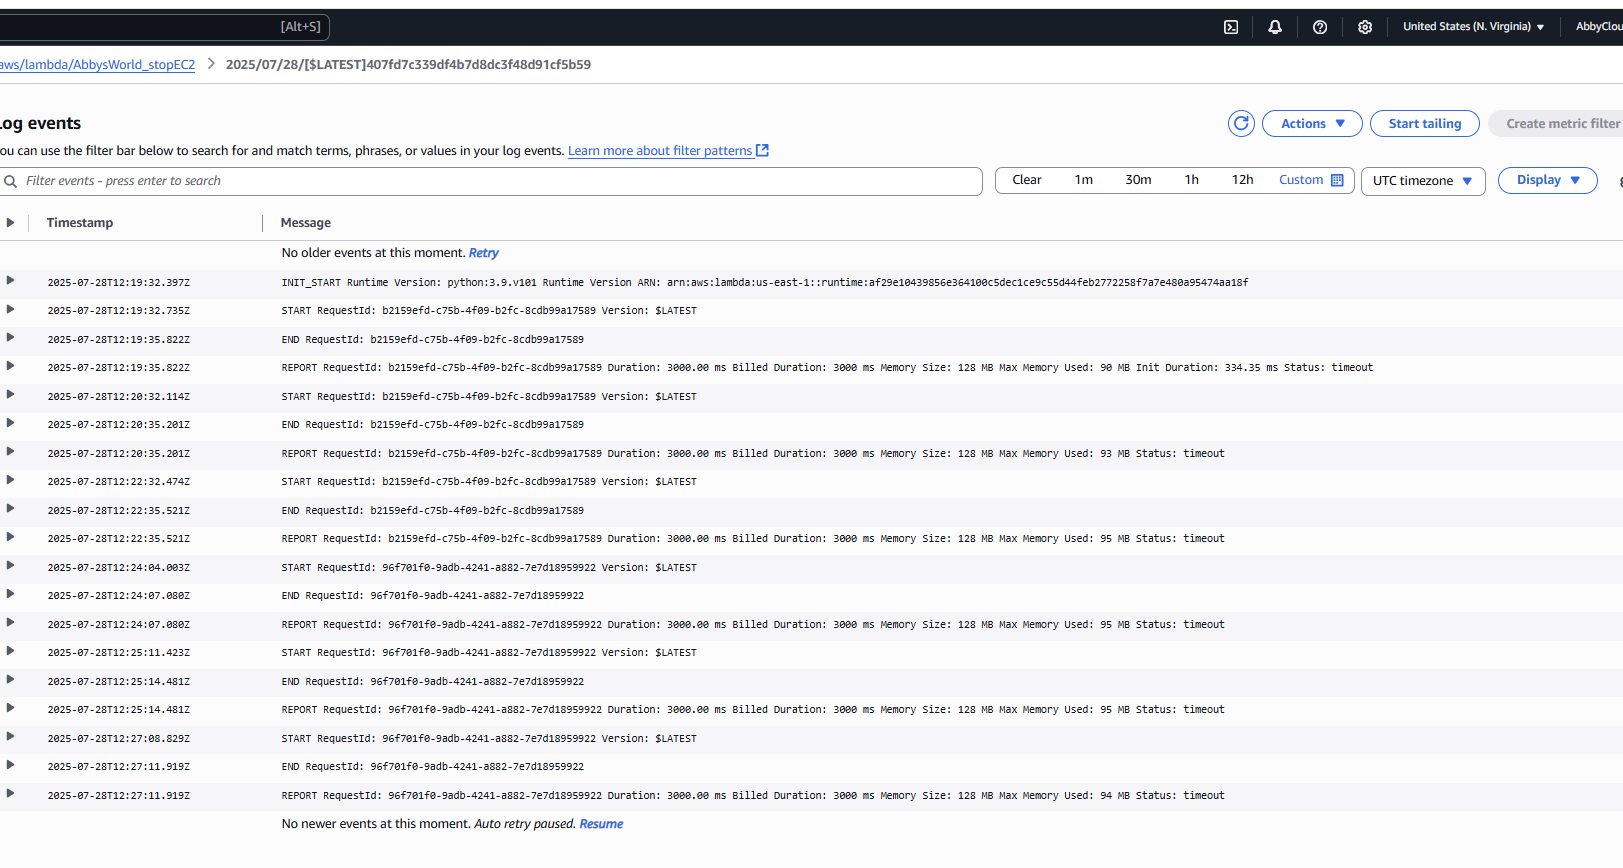 [Alt+S] United States (N. Virginia) AbbyClou
aws/lambda/AbbysWorld_stopEC2 2025/07/28/[$LATEST]407fd7c339df4b7d8dc3f48d91cf5b59
Log events Actions Start tailing Create metric filter
ou can use the filter bar below to search for and match terms, phrases, or values in your log events. Learn more about filter patterns
Filter events - press enter to search Clear 1m 30m 1h 12h Custom UTC timezone Display
Timestamp Message
No older events at this moment. Retry
2025-07-28T12:19:32.397Z INIT_START Runtime Version: python:3.9.v101 Runtime Version ARN: arn:aws:lambda:us-east-1::runtime:af29e10439856e364100c5dec1ce9c55d44feb2772258f7a7e480a95474aa18f
2025-07-28T12:19:32.735Z START RequestId: b2159efd-c75b-4f09-b2fc-8cdb99a17589 Version: $LATEST
2025-07-28T12:19:35.822Z END RequestId: b2159efd-c75b-4f09-b2fc-8cdb99a17589
2025-07-28T12:19:35.822Z REPORT RequestId: b2159efd-c75b-4f09-b2fc-8cdb99a17589 Duration: 3000.00 ms Billed Duration: 3000 ms Memory Size: 128 MB Max Memory Used: 90 MB Init Duration: 334.35 ms Status: timeout
2025-07-28T12:20:32.114Z START RequestId: b2159efd-c75b-4f09-b2fc-8cdb99a17589 Version: $LATEST
2025-07-28T12:20:35.201Z END RequestId: b2159efd-c75b-4f09-b2fc-8cdb99a17589
2025-07-28T12:20:35.201Z REPORT RequestId: b2159efd-c75b-4f09-b2fc-8cdb99a17589 Duration: 3000.00 ms Billed Duration: 3000 ms Memory Size: 128 MB Max Memory Used: 93 MB Status: timeout
2025-07-28T12:22:32.474Z START RequestId: b2159efd-c75b-4f09-b2fc-8cdb99a17589 Version: $LATEST
2025-07-28T12:22:35.521Z END RequestId: b2159efd-c75b-4f09-b2fc-8cdb99a17589
2025-07-28T12:22:35.521Z REPORT RequestId: b2159efd-c75b-4f09-b2fc-8cdb99a17589 Duration: 3000.00 ms Billed Duration: 3000 ms Memory Size: 128 MB Max Memory Used: 95 MB Status: timeout
2025-07-28T12:24:04.003Z START RequestId: 96f701f0-9adb-4241-a882-7e7d18959922 Version: $LATEST
2025-07-28T12:24:07.080Z END RequestId: 96f701f0-9adb-4241-a882-7e7d18959922
2025-07-28T12:24:07.080Z REPORT RequestId: 96f701f0-9adb-4241-a882-7e7d18959922 Duration: 3000.00 ms Billed Duration: 3000 ms Memory Size: 128 MB Max Memory Used: 95 MB Status: timeout
2025-07-28T12:25:11.423Z START RequestId: 96f701f0-9adb-4241-a882-7e7d18959922 Version: $LATEST
2025-07-28T12:25:14.481Z END RequestId: 96f701f0-9adb-4241-a882-7e7d18959922
2025-07-28T12:25:14.481Z REPORT RequestId: 96f701f0-9adb-4241-a882-7e7d18959922 Duration: 3000.00 ms Billed Duration: 3000 ms Memory Size: 128 MB Max Memory Used: 95 MB Status: timeout
2025-07-28T12:27:08.829Z START RequestId: 96f701f0-9adb-4241-a882-7e7d18959922 Version: $LATEST
2025-07-28T12:27:11.919Z END RequestId: 96f701f0-9adb-4241-a882-7e7d18959922
2025-07-28T12:27:11.919Z REPORT RequestId: 96f701f0-9adb-4241-a882-7e7d18959922 Duration: 3000.00 ms Billed Duration: 3000 ms Memory Size: 128 MB Max Memory Used: 94 MB Status: timeout
No newer events at this moment. Auto retry paused. Resume